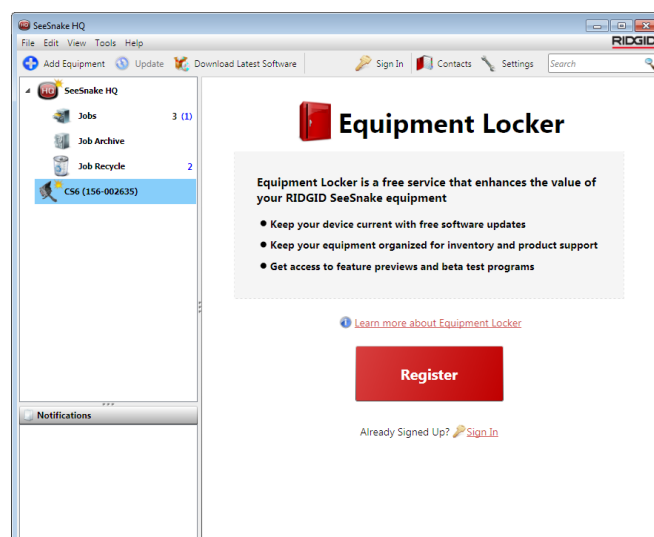 SeeSnake HQ
File Edit View Tools Help
RIDGID
Add Equipment Update Download Latest Software Sign In Contacts Settings Search
HQ SeeSnake HQ
Jobs 3 (1)
Job Archive
Job Recycle 2
CS6 (156-002635)
Equipment Locker
Equipment Locker is a free service that enhances the value of
your RIDGID SeeSnake equipment
• Keep your device current with free software updates
• Keep your equipment organized for inventory and product support
• Get access to feature previews and beta test programs
Learn more about Equipment Locker
Register
Already Signed Up? Sign In
Notifications